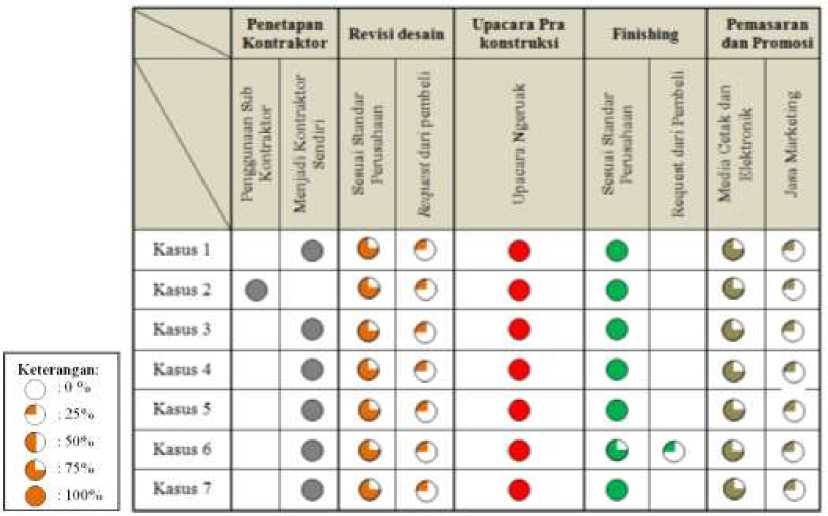 Penetapan
Kontraktor
Revisi desain
Upacara Pra
konstruksi
Finishing
Pemasaran
dan Promosi
Penggunaan Sub
Kontraktor
Menjadi Kontraktor
Sendiri
Sesuai Standar
Perusahaan
Request dari pembeli
Upacara Ngeruak
Sesuai Standar
Perusahaan
Request dari Pembeli
Media Cetak dan
Elektronik
Jasa Marketing
Kasus 1
Kasus 2
Kasus 3
Kasus 4
Kasus 5
Kasus 6
Kasus 7
Keterangan:
: 0 %
: 25%
: 50%
: 75%
: 100%